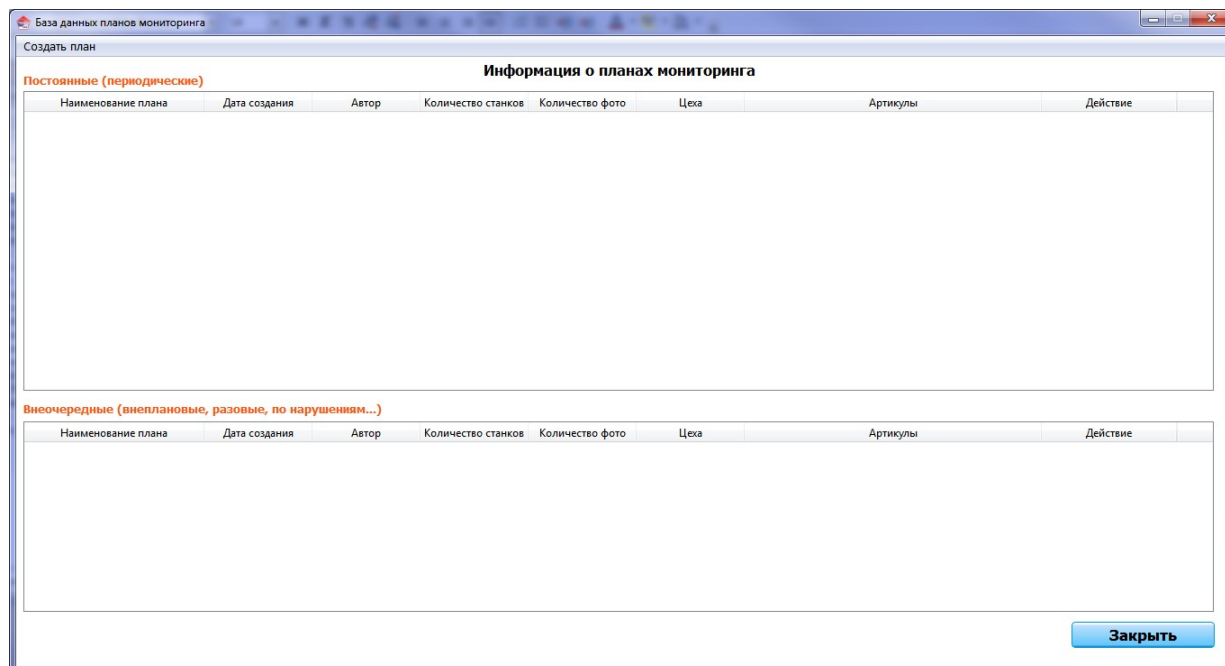 База данных планов мониторинга
Создать план
Информация о планах мониторинга
Постоянные (периодические)
Наименование плана Дата создания Автор Количество станков Количество фото Цеха Артикулы Действие
Внеочередные (внеплановые, разовые, по нарушениям...)
Наименование плана Дата создания Автор Количество станков Количество фото Цеха Артикулы Действие
Закрыть